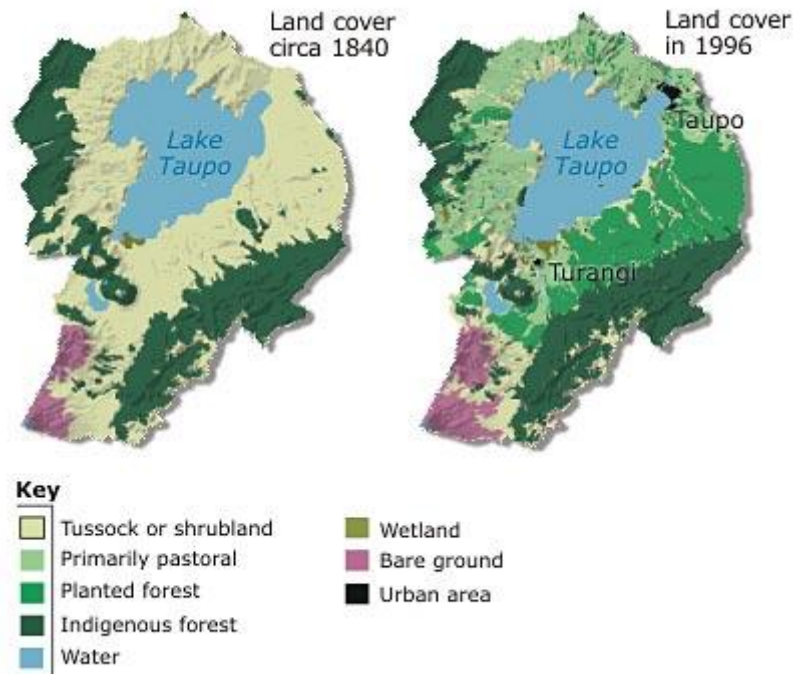 Land cover
circa 1840
Land cover
in 1996
Lake
Taupo
Lake
Taupo
Taupo
Turangi
Key
Tussock or shrubland
Primarily pastoral
Planted forest
Indigenous forest
Water
Wetland
Bare ground
Urban area